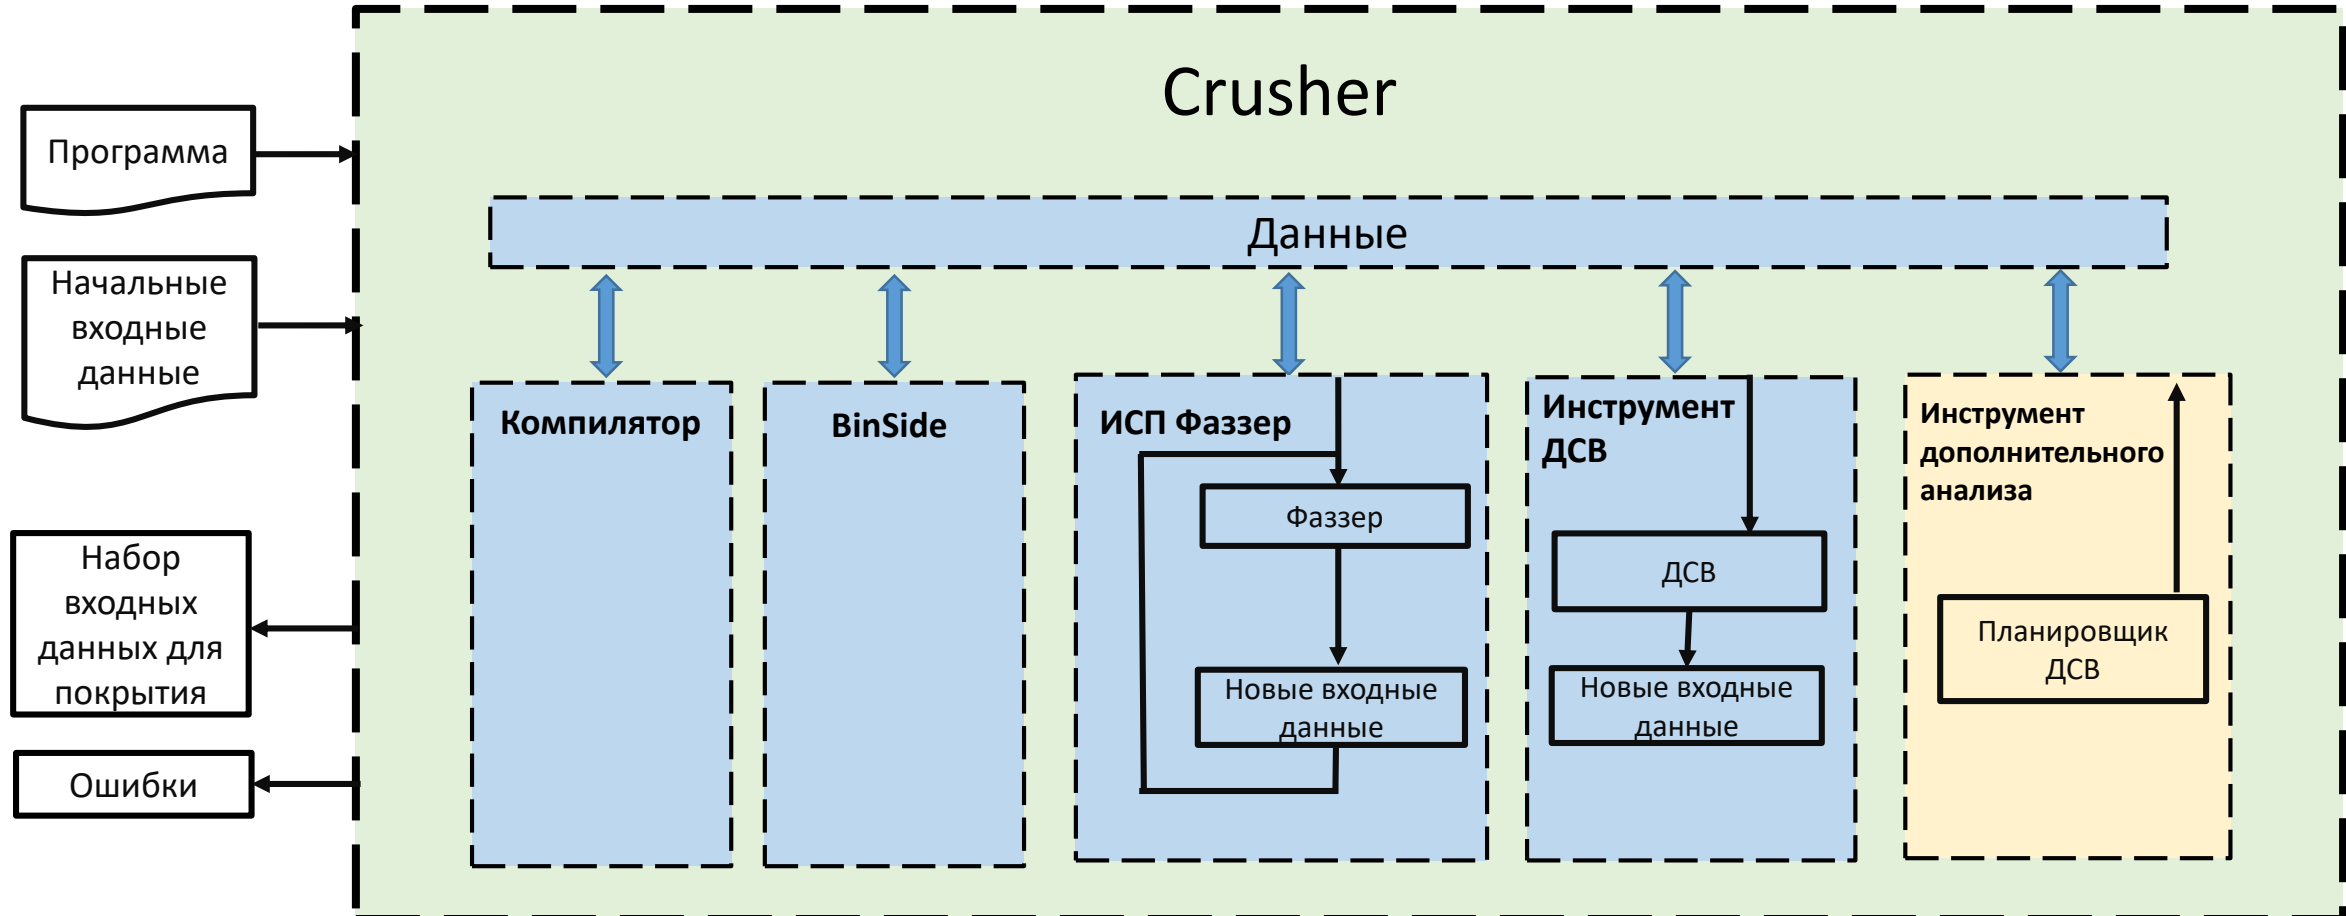 Crusher
Программа
Данные
Начальные
входные
данные
Компилятор
BinSide
ИСП Фаззер
Фаззер
Новые входные
данные
Инструмент
ДСВ
ДСВ
Новые входные
данные
Инструмент
дополнительного
анализа
Планировщик
ДСВ
Набор
входных
данных для
покрытия
Ошибки